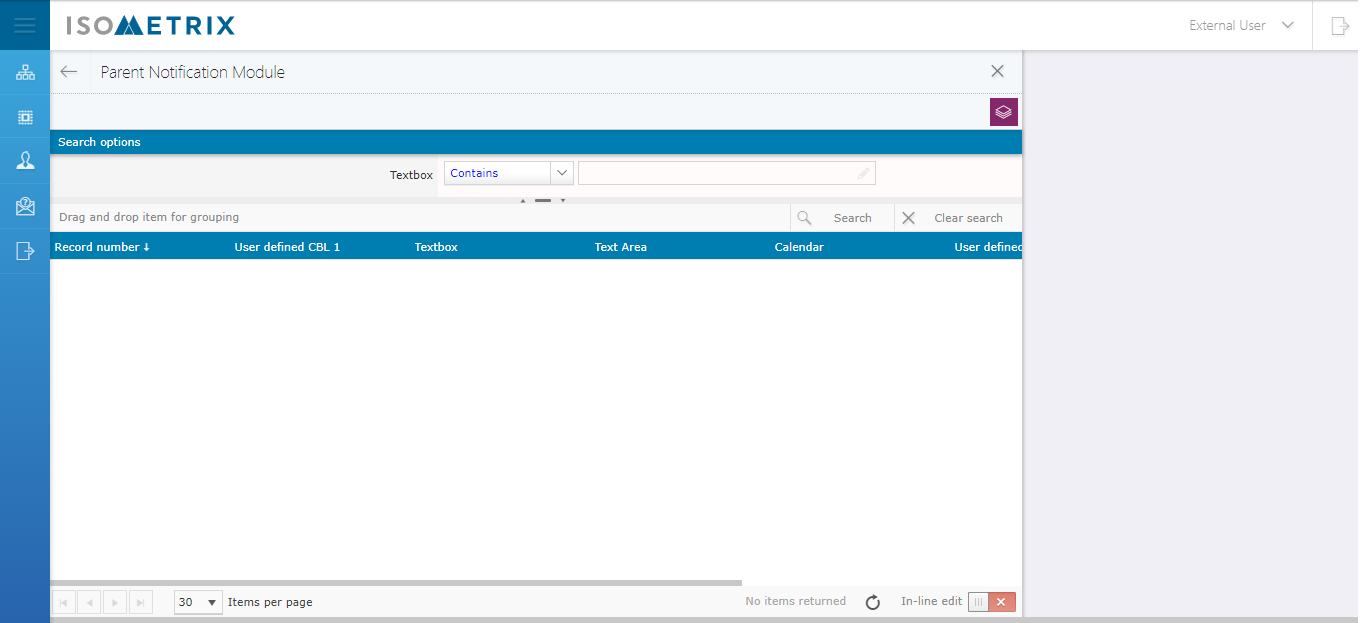 ISOMETRIX
External User
Parent Notification Module
Search options
Textbox Contains
Drag and drop item for grouping Search Clear search
Record number User defined CBL 1 Textbox Text Area Calendar User defined
30 Items per page No items returned In-line edit